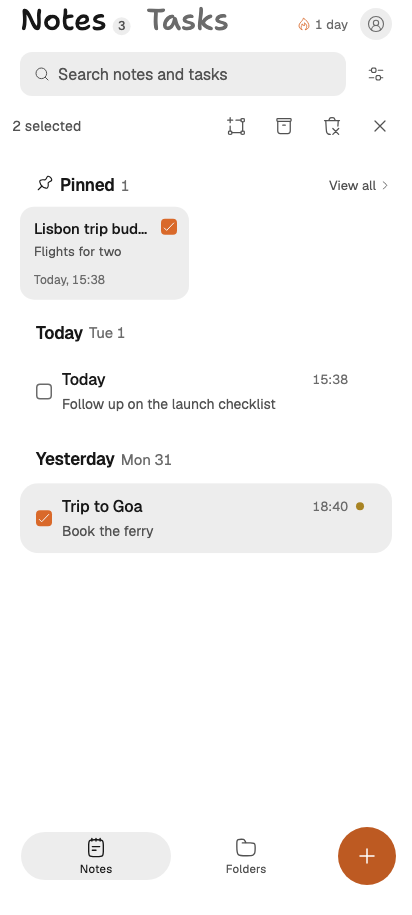 Notes 3 Tasks 1 day
Search notes and tasks
2 selected
Pinned 1 View all
Lisbon trip bud...
Flights for two
Today, 15:38
Today Tue 1
Today 15:38
Follow up on the launch checklist
Yesterday Mon 31
Trip to Goa 18:40
Book the ferry
Notes Folders